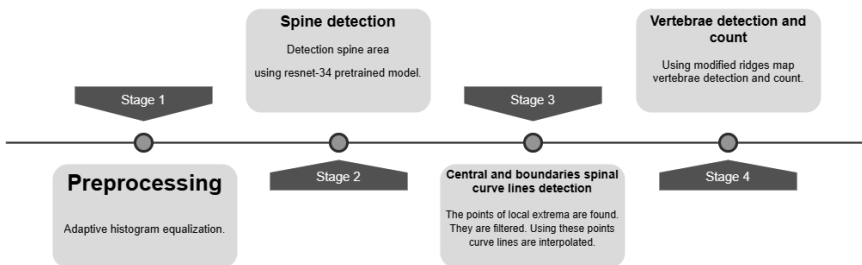 Stage 1
Preprocessing
Adaptive histogram equalization.
Spine detection
Detection spine area
using resnet-34 pretrained model.
Stage 2
Stage 3
Central and boundaries spinal
curve lines detection
The points of local extrema are found.
They are filtered. Using these points
curve lines are interpolated.
Vertebrae detection and
count
Using modified ridges map
vertebrae detection and count.
Stage 4